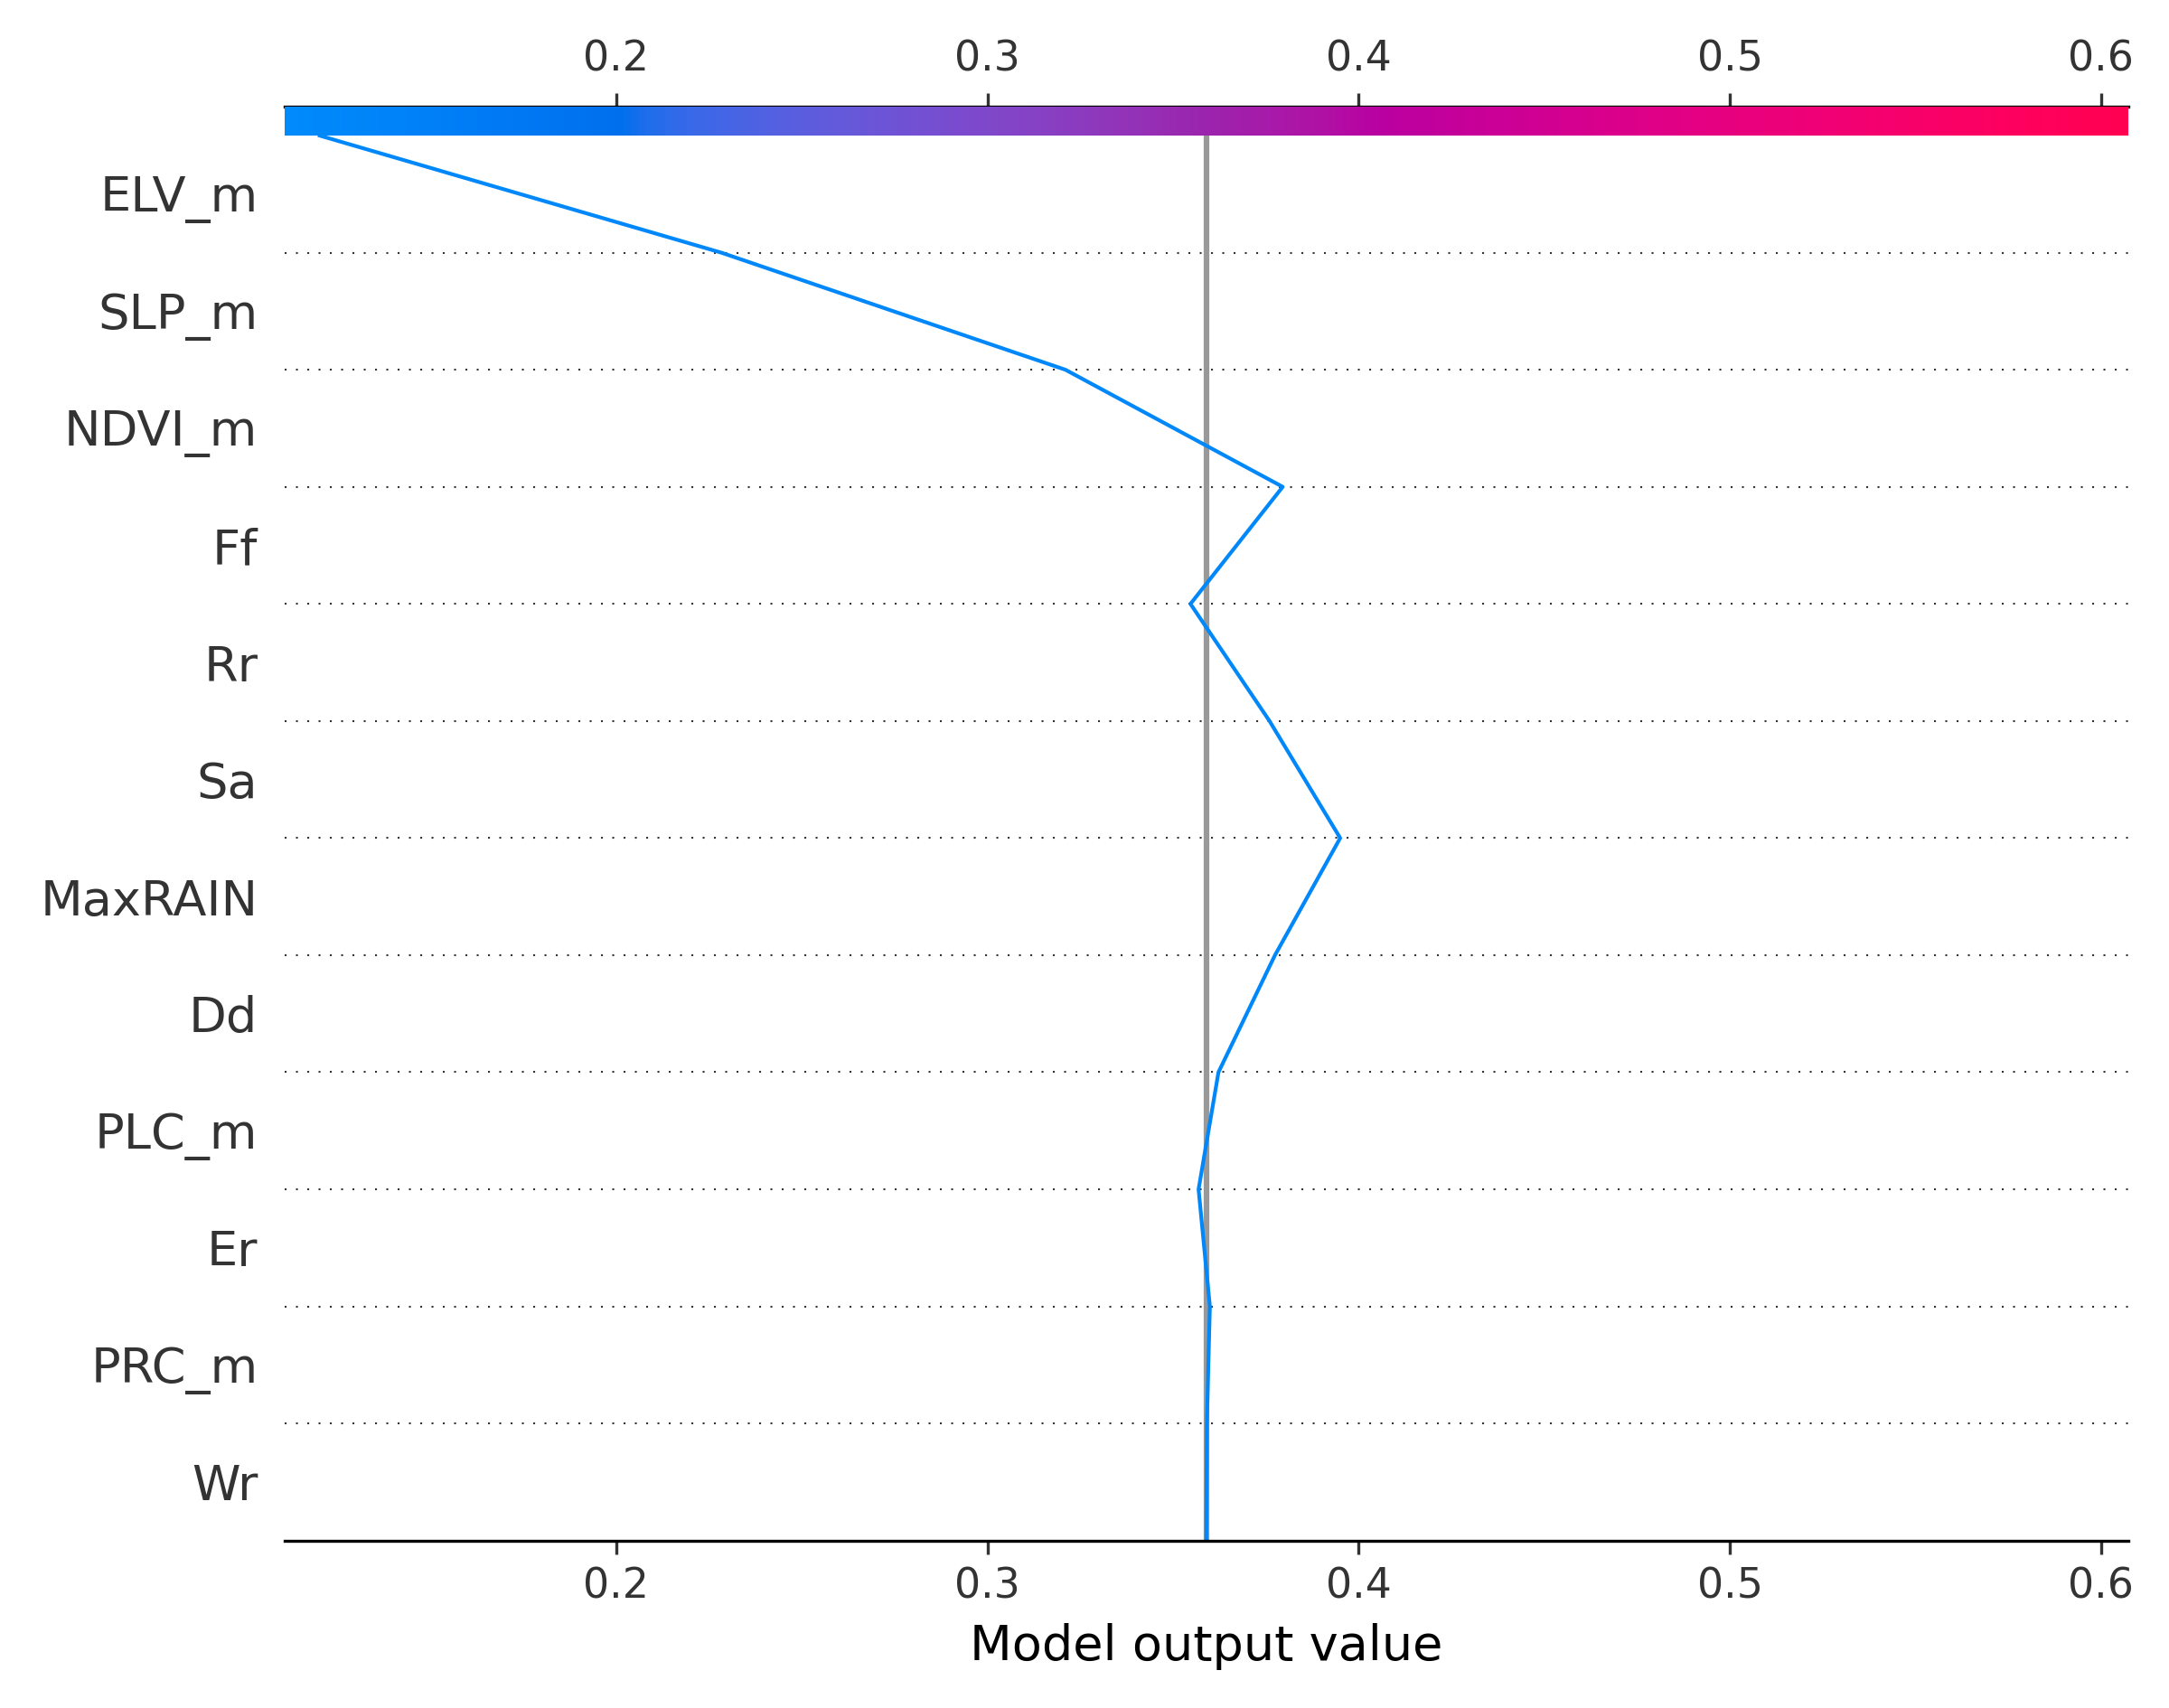 0.2 0.3 0.4 0.5 0.6
ELV_m
SLP_m
NDVI_m
Ff
Rr
Sa
MaxRAIN
Dd
PLC_m
Er
PRC_m
Wr
0.2 0.3 0.4 0.5 0.6
Model output value